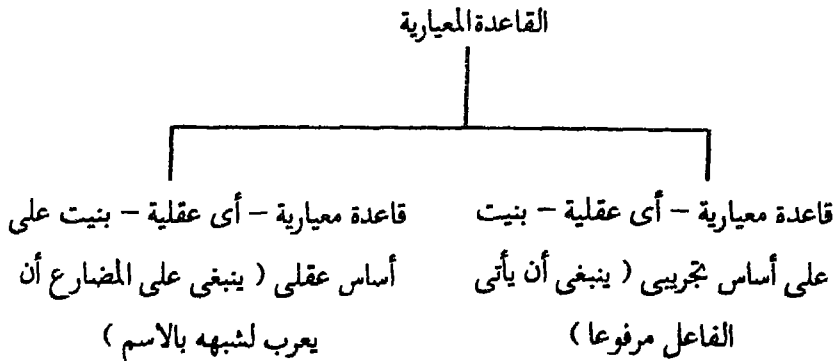 القاعدة المعيارية
قاعدة معيارية – أى عقلية – بنيت
على أساس تجريبى ( ينبغى أن يأتى
الفاعل مرفوعا )
قاعدة معيارية – أى عقلية – بنيت على
أساس عقلى ( ينبغى على المضارع أن
يعرب لشبهه بالاسم )